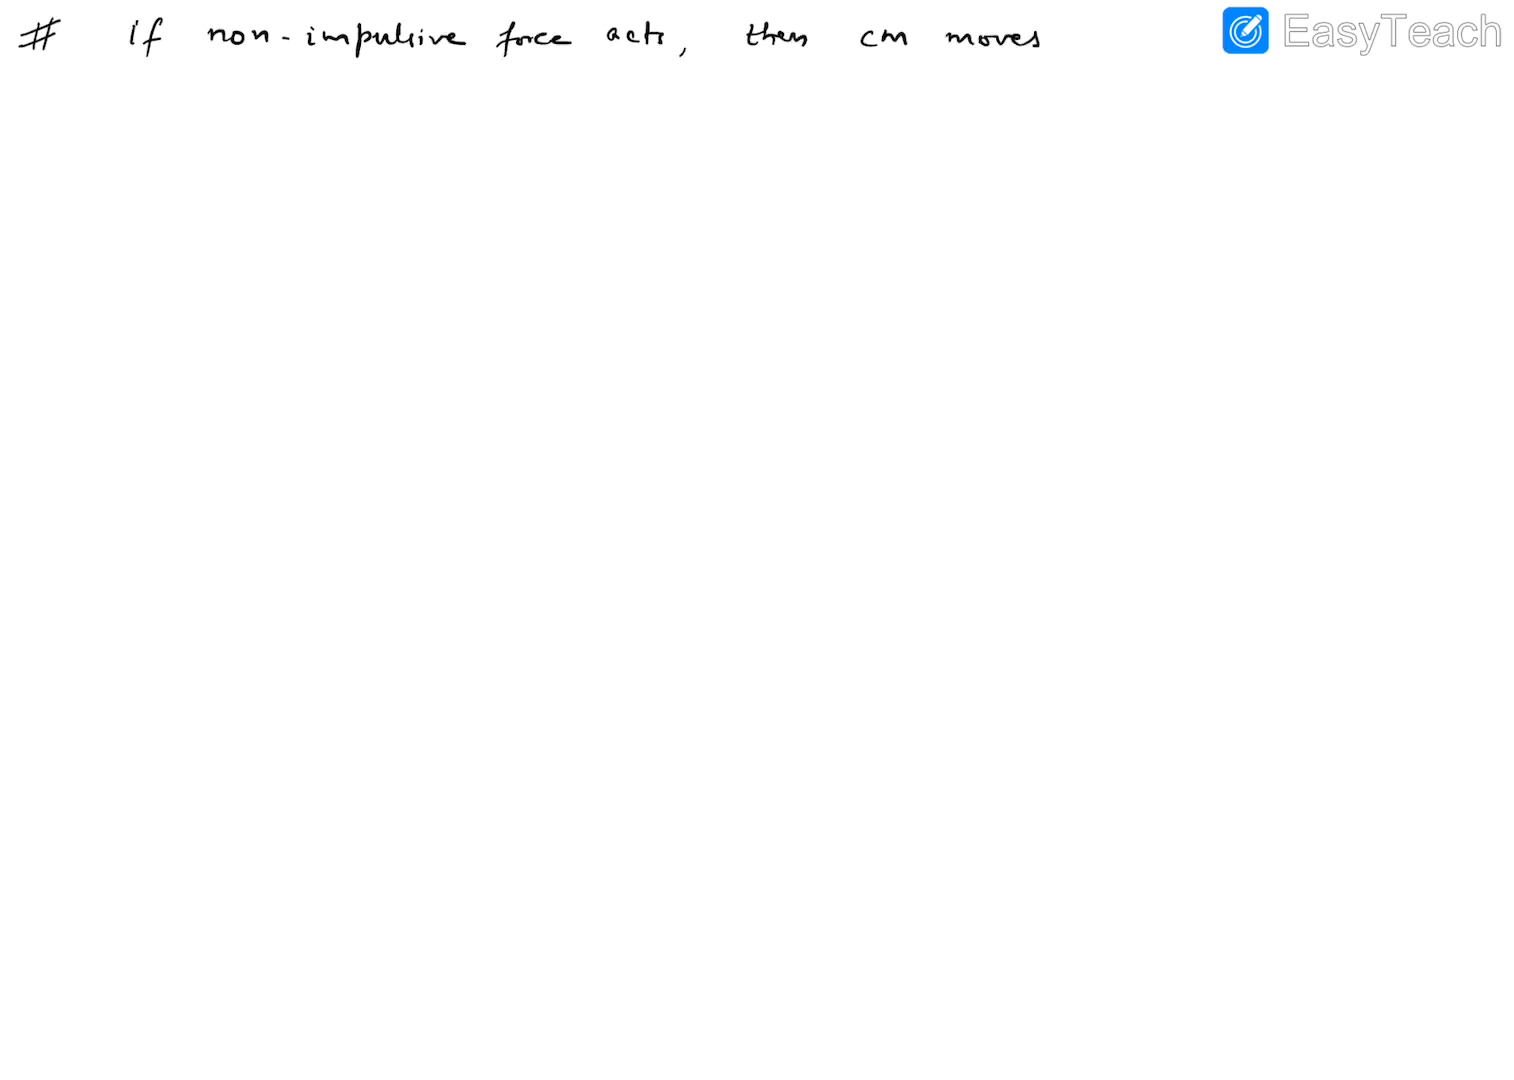 # if non-impulsive force acts, then cm moves
EasyTeach